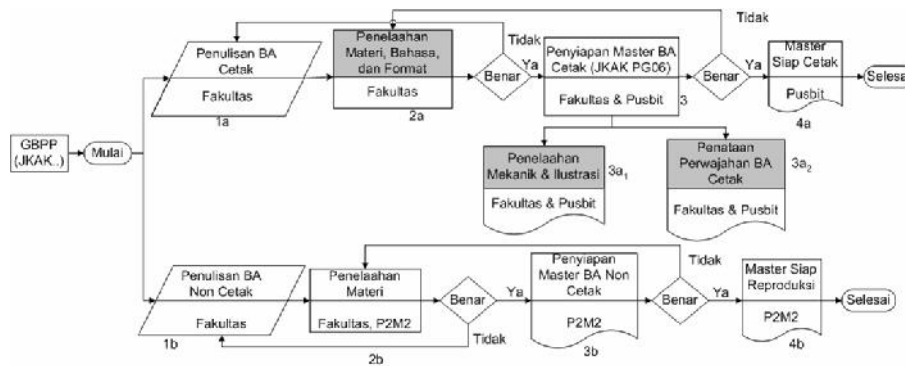 Tidak
Penulisan BA
Cetak
Fakultas
1a
Penelaahan
Materi, Bahasa,
dan Format
Fakultas
2a
Tidak
Benar
Ya
Penyiapan Master BA
Cetak (JKAK PG06)
Fakultas & Pusbit
3
Benar
Ya
Master
Siap Cetak
Pusbit
4a
Selesa
GBPP
(JKAK..)
Mulai
Penelaahan
Mekanik & Ilustrasi
Fakultas & Pusbit
3a1
Penataan
Perwajahan BA
Cetak
Fakultas & Pusbit
3a2
Penulisan BA
Non Cetak
Fakultas
1b
Penelaahan
Materi
Fakultas, P2M2
2b
Benar
Ya
Tidak
Penyiapan
Master BA Non
Cetak
P2M2
3b
Tidak
Benar
Ya
Master Siap
Reproduksi
P2M2
4b
Selesai